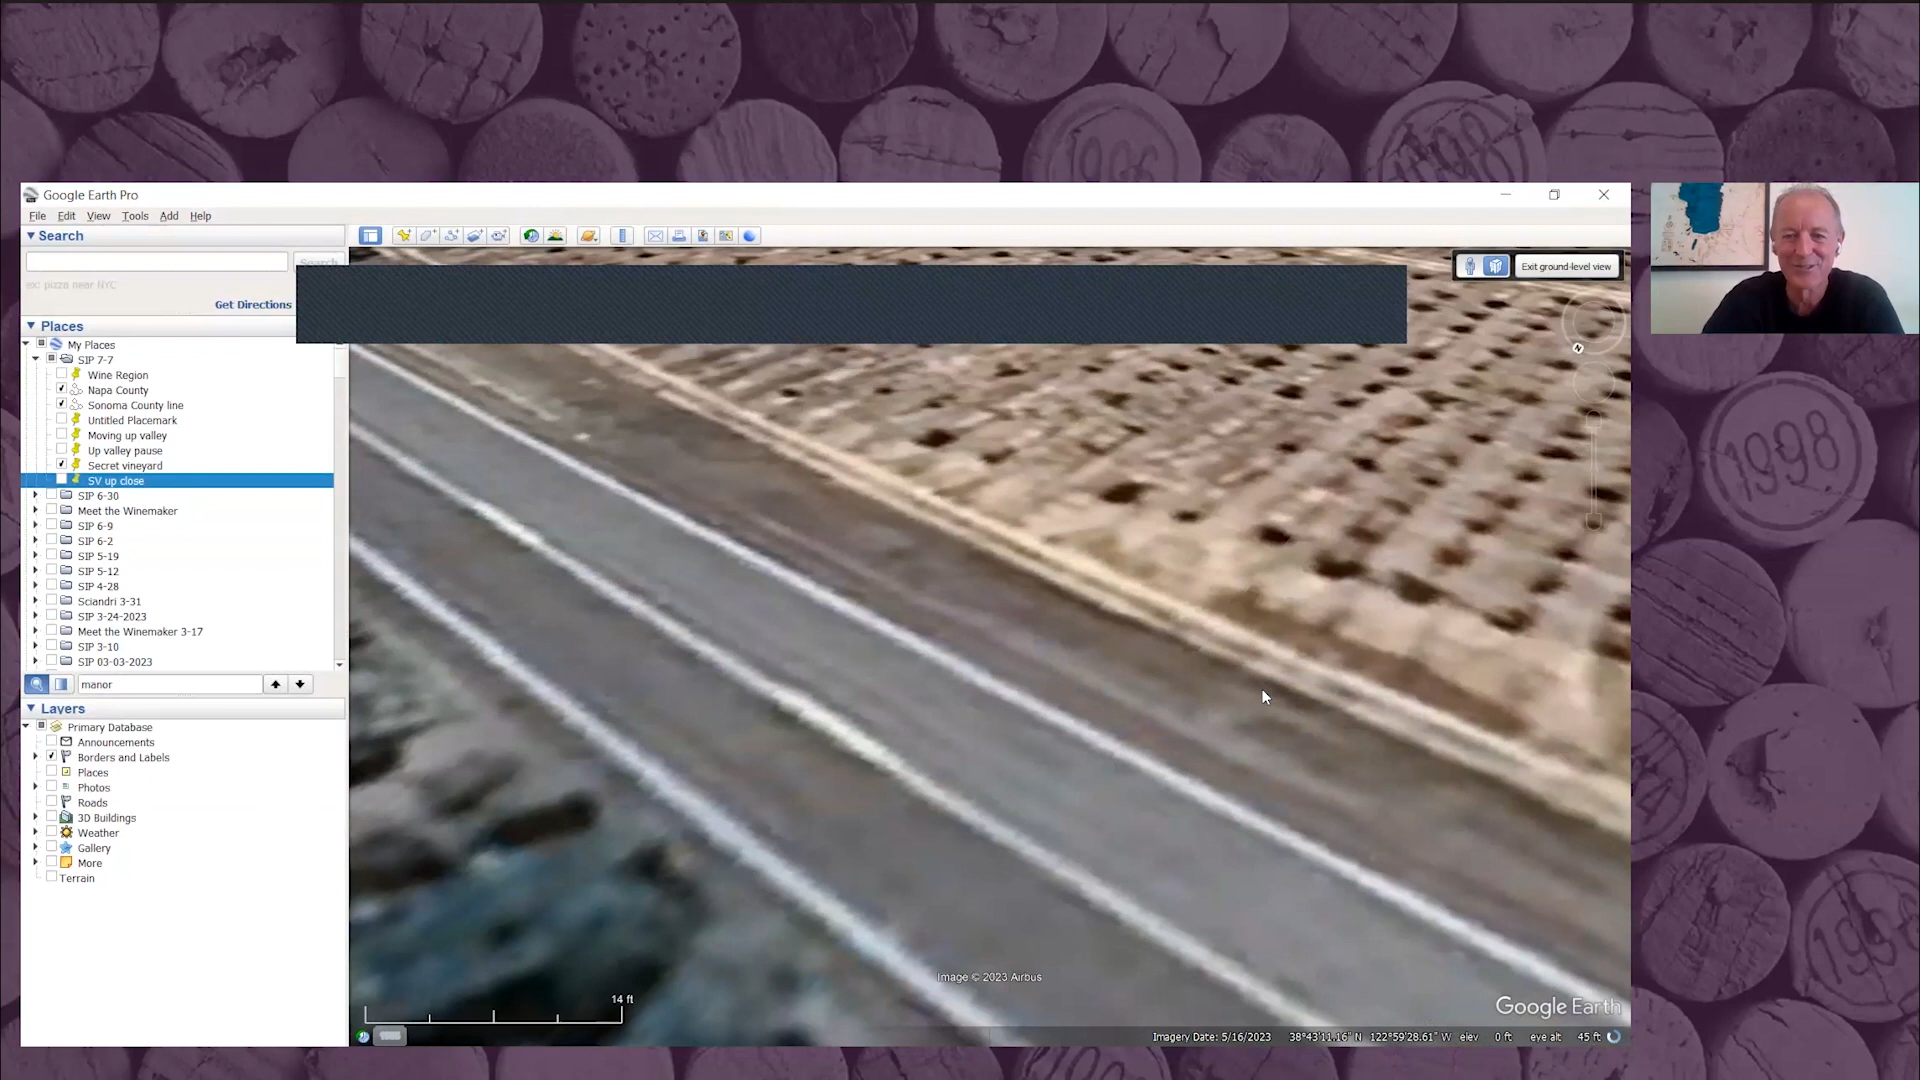 Google Earth Pro
File Edit View Tools Add Help
Search
Search
ex: pizza near NYC
Get Directions
Places
My Places
SIP 7-7
Wine Region
Napa County
Sonoma County line
Untitled Placemark
Moving up valley
Up valley pause
Secret vineyard
SV up close
SIP 6-30
Meet the Winemaker
SIP 6-9
SIP 6-2
SIP 5-19
SIP 5-12
SIP 4-28
Sciandri 3-31
SIP 3-24-2023
Meet the Winemaker 3-17
SIP 3-10
SIP 03-03-2023
manor
Layers
Primary Database
Announcements
Borders and Labels
Places
Photos
Roads
3D Buildings
Weather
Gallery
More
Terrain
Exit ground-level view
N
Image © 2023 Airbus
14 ft
Google Earth
Imagery Date: 5/16/2023 38°43'11.16" N 122°59'28.61" W elev 0 ft eye alt 45 ft
1998
1998